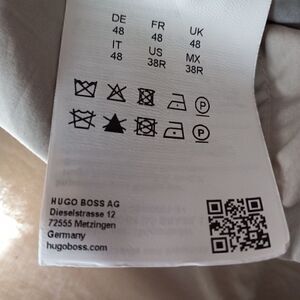 DE FR UK
48 48 48
IT US MX
48 38R 38R
P
P
HUGO BOSS AG
Dieselstrasse 12
72555 Metzingen
Germany
hugoboss.com